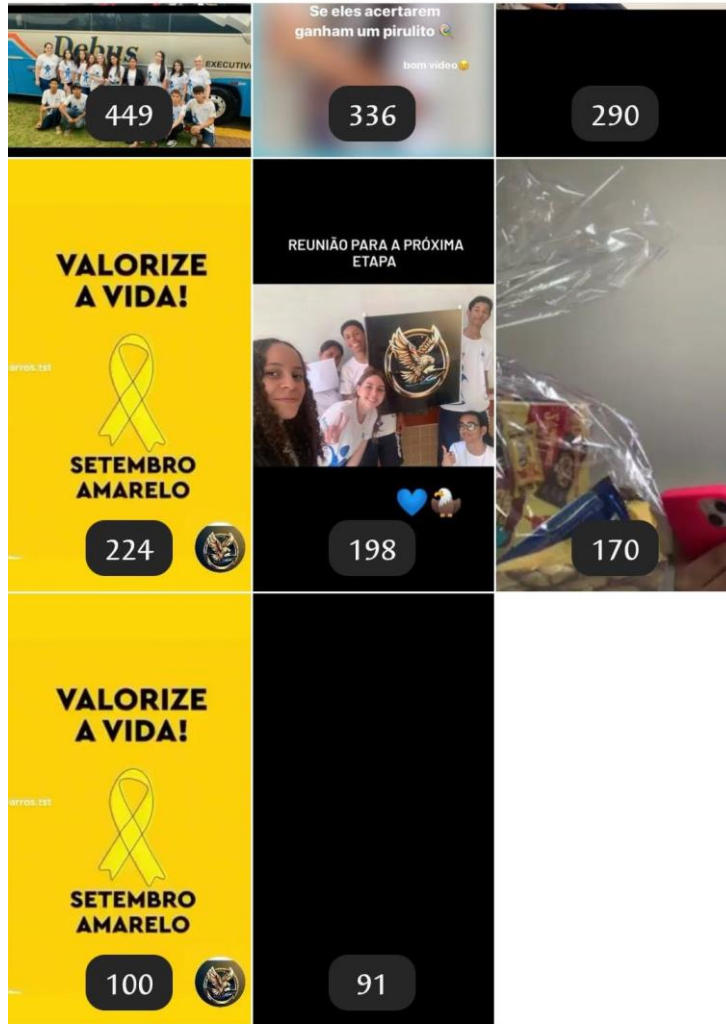 Debus
EXECUTIVO
449
Se eles acertarem
ganham um pirulito
bom vídeo
336
290
VALORIZE
A VIDA!
arros.tst
SETEMBRO
AMARELO
224
REUNIÃO PARA A PRÓXIMA
ETAPA
198
170
VALORIZE
A VIDA!
arros.tst
SETEMBRO
AMARELO
100
91